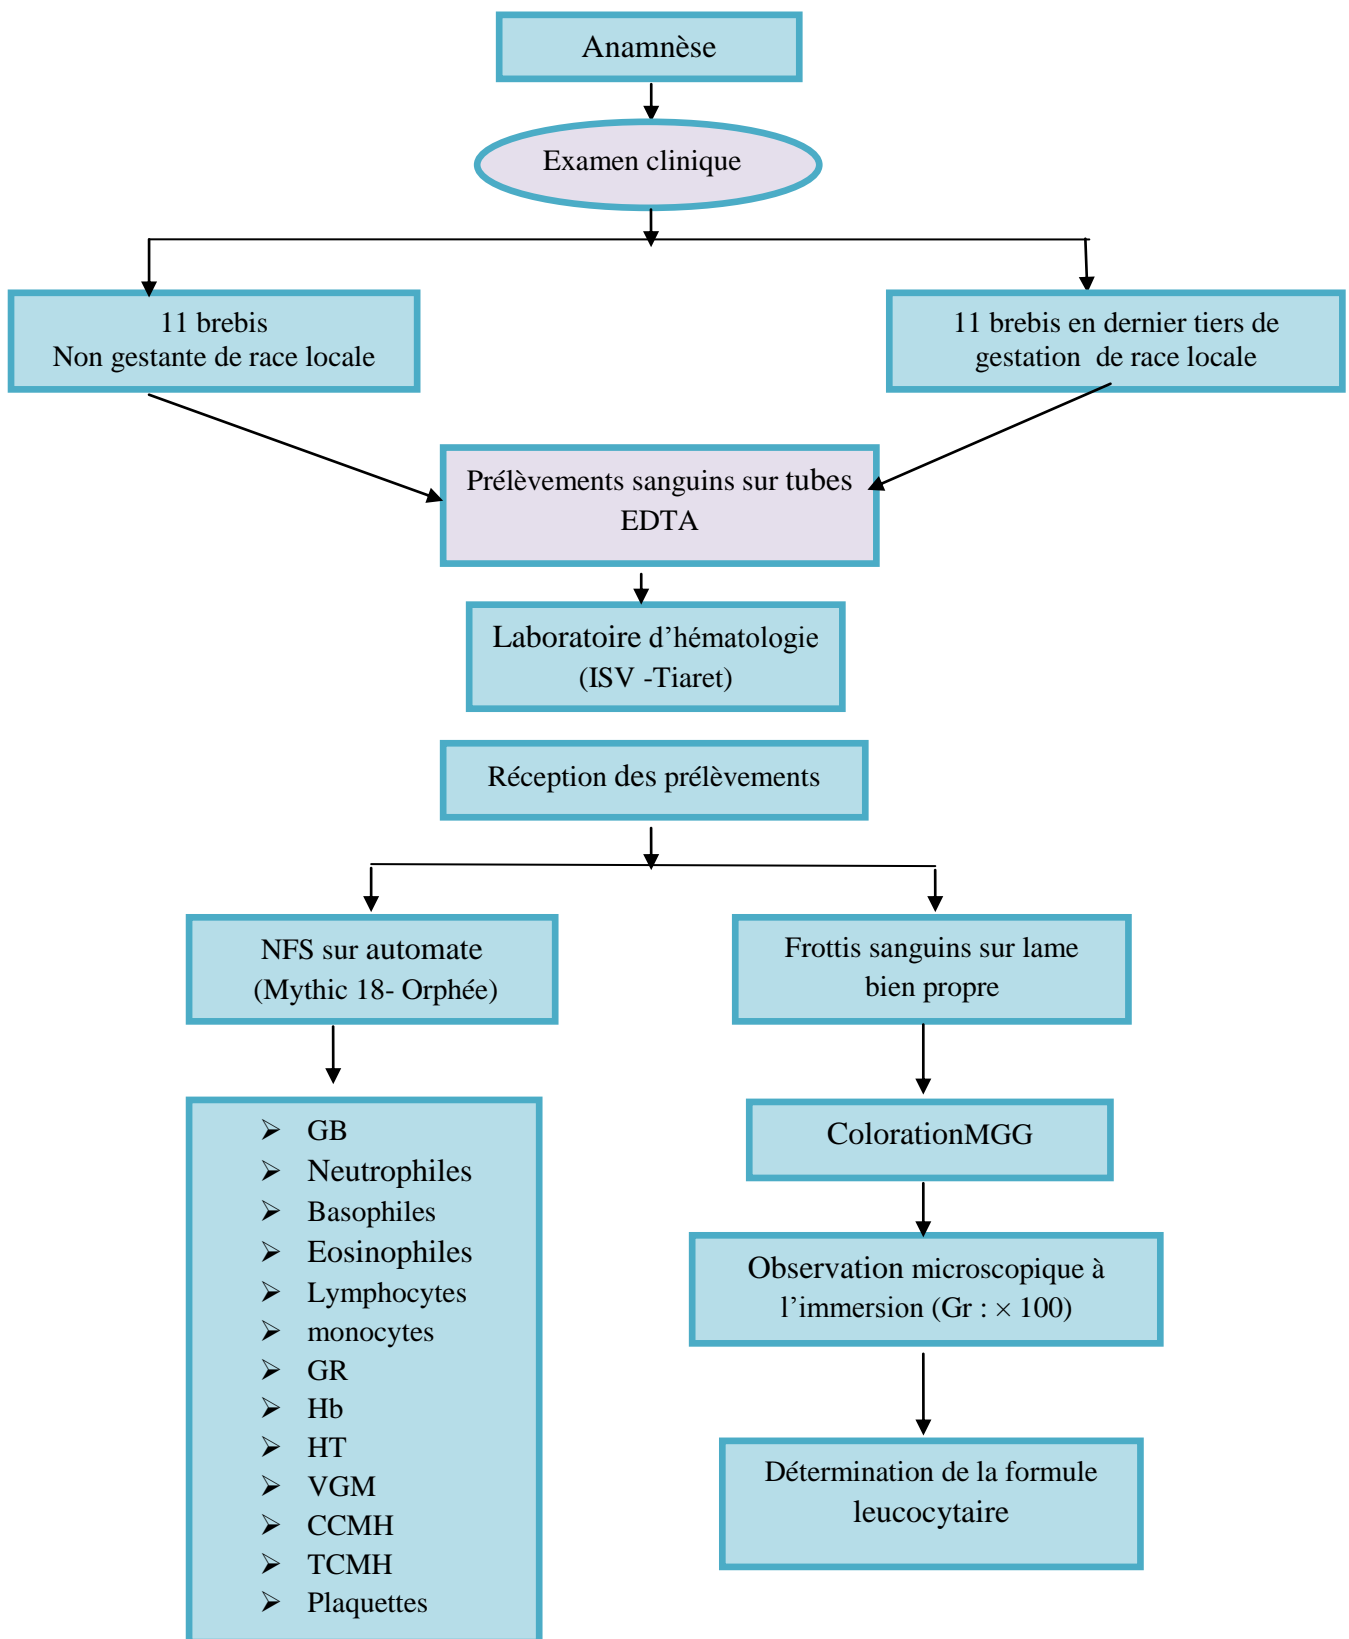 Anamnèse
Examen clinique
11 brebis
Non gestante de race locale
11 brebis en dernier tiers de
gestation de race locale
Prélèvements sanguins sur tubes
EDTA
Laboratoire d’hématologie
(ISV -Tiaret)
Réception des prélèvements
NFS sur automate
(Mythic 18- Orphée)
➢ GB
➢ Neutrophiles
➢ Basophiles
➢ Eosinophiles
➢ Lymphocytes
➢ monocytes
➢ GR
➢ Hb
➢ HT
➢ VGM
➢ CCMH
➢ TCMH
➢ Plaquettes
Frottis sanguins sur lame
bien propre
ColorationMGG
Observation microscopique à
l’immersion (Gr : × 100)
Détermination de la formule
leucocytaire